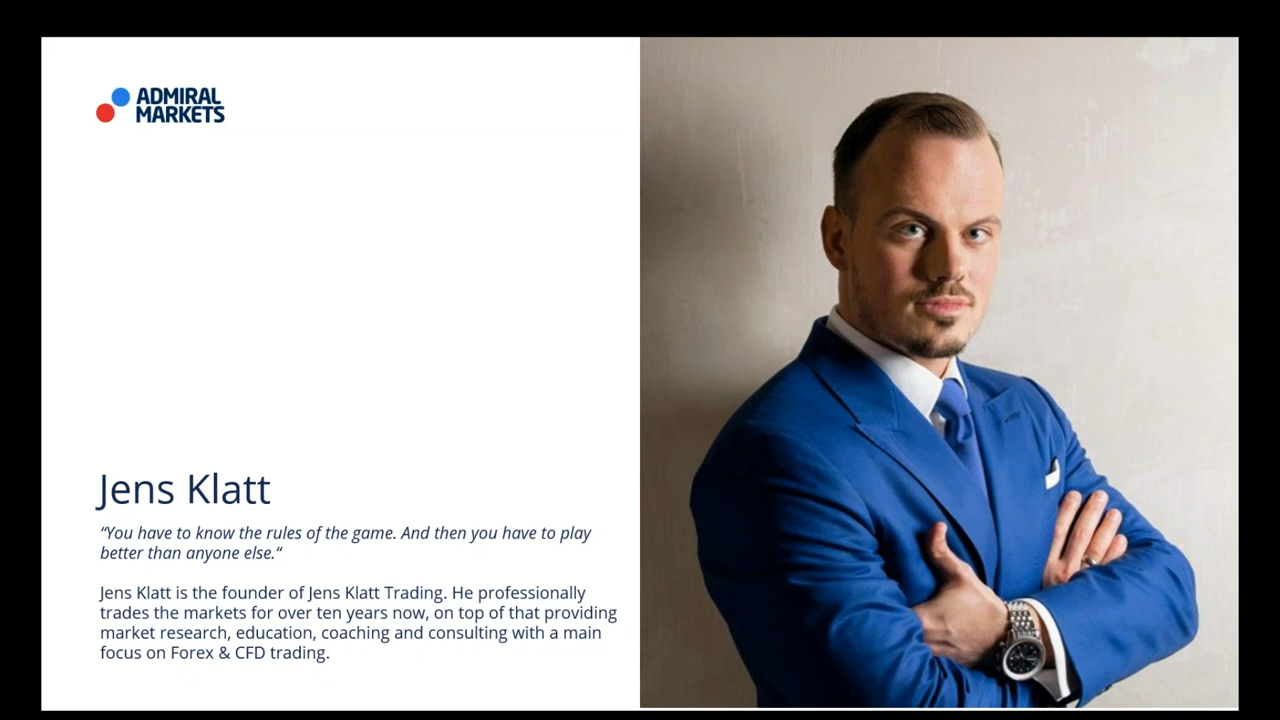 ADMIRAL
MARKETS
Jens Klatt
“You have to know the rules of the game. And then you have to play
better than anyone else.“
Jens Klatt is the founder of Jens Klatt Trading. He professionally
trades the markets for over ten years now, on top of that providing
market research, education, coaching and consulting with a main
focus on Forex & CFD trading.